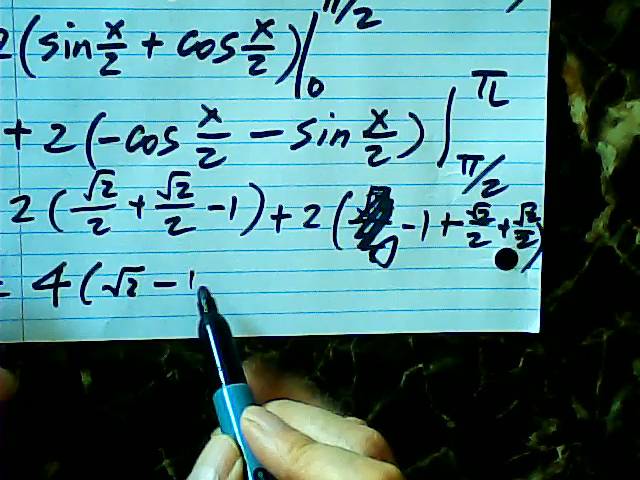 2(sin x/2 + cos x/2) |₀^π/2
+ 2(-cos x/2 - sin x/2) |_π/2^π
2(√2/2 + √2/2 - 1) + 2( -1 + √2/2 + √2/2)
= 4(√2 - 1